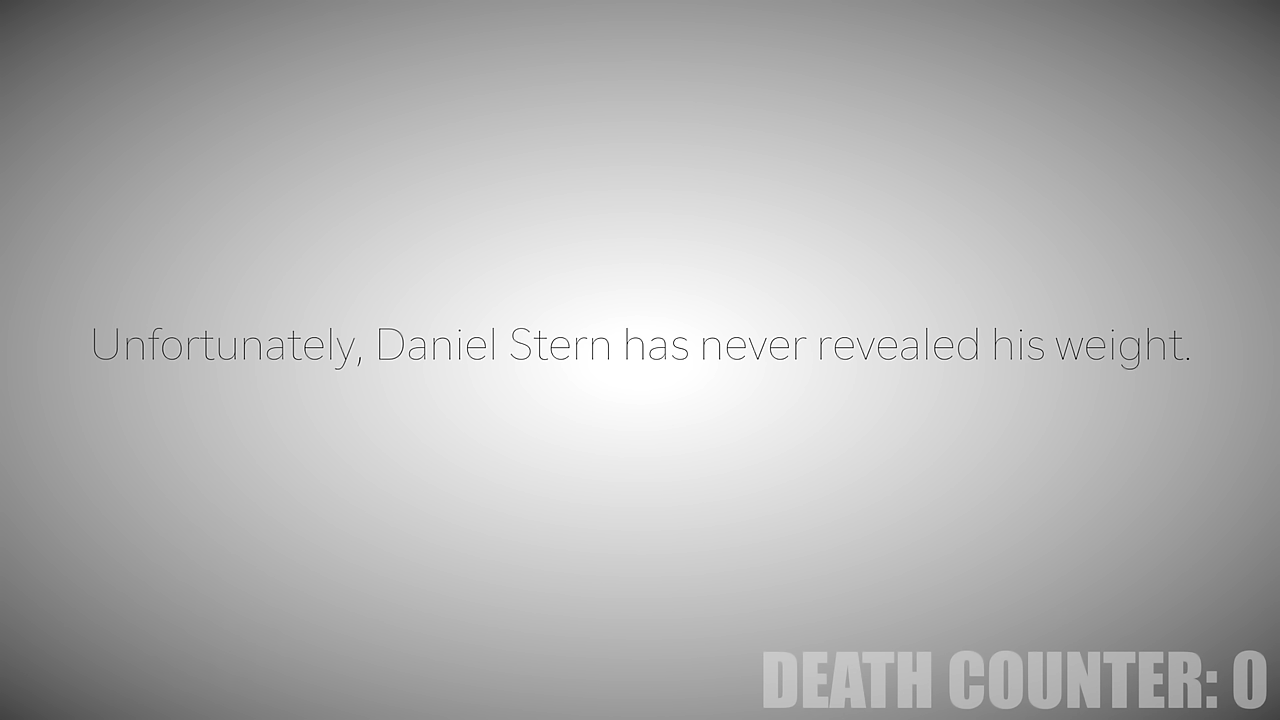 Unfortunately, Daniel Stern has never revealed his weight.
DEATH COUNTER: 0